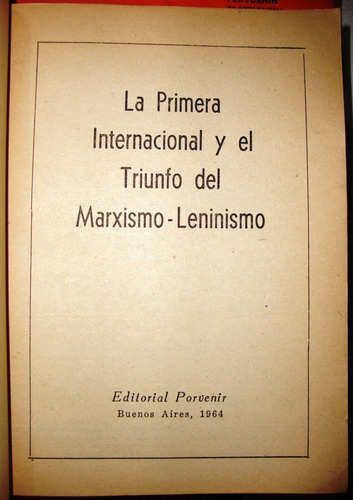 La Primera
Internacional y el
Triunfo del
Marxismo-Leninismo
Editorial Porvenir
Buenos Aires, 1964